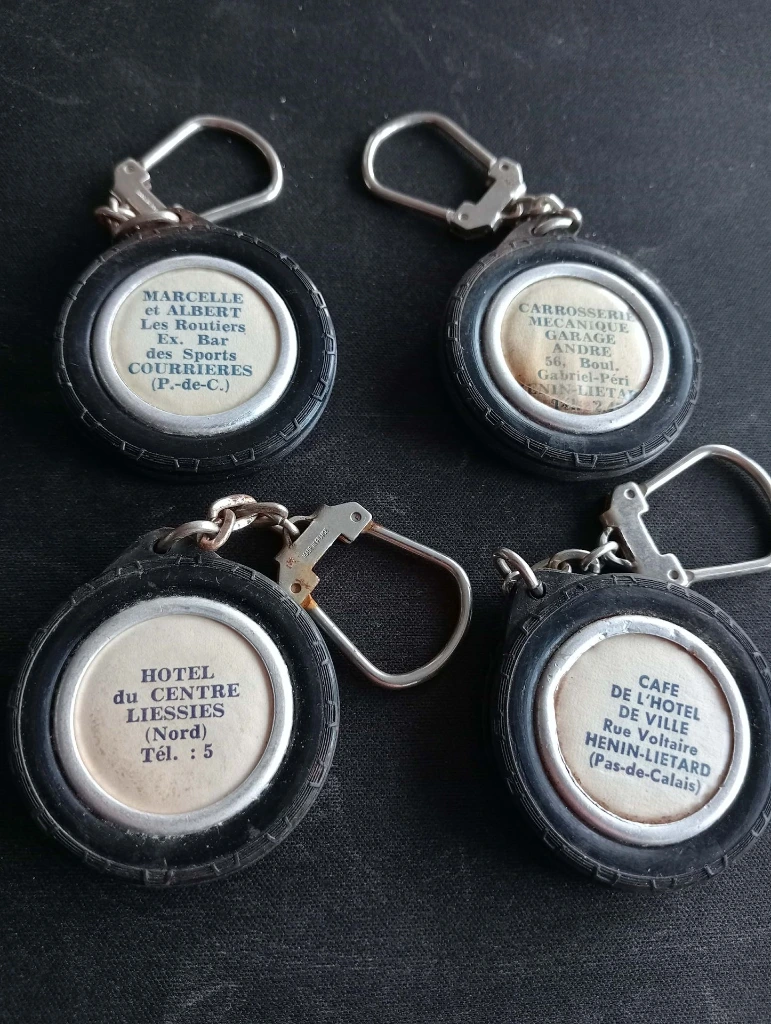 MARCELLE
et ALBERT
Les Routiers
Ex. Bar
des Sports
COURRIERES
(P.-de-C.)
CARROSSERIE
MECANIQUE
GARAGE
ANDRE
56, Boul.
Gabriel-Péri
HOTEL
du CENTRE
LIESSIES
(Nord)
Tél. : 5
CAFE
DE L'HOTEL
DE VILLE
Rue Voltaire
HENIN-LIETARD
(Pas-de-Calais)